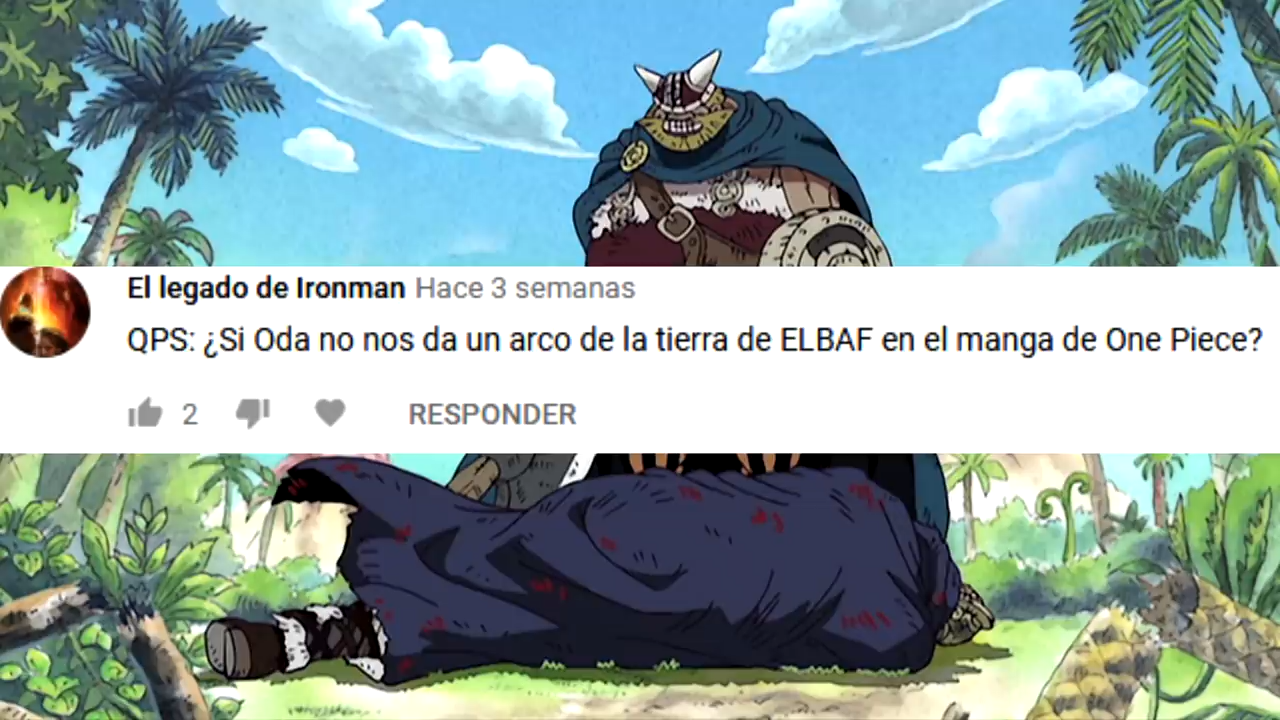 El legado de Ironman Hace 3 semanas
QPS: ¿Si Oda no nos da un arco de la tierra de ELBAF en el manga de One Piece?
2 RESPONDER